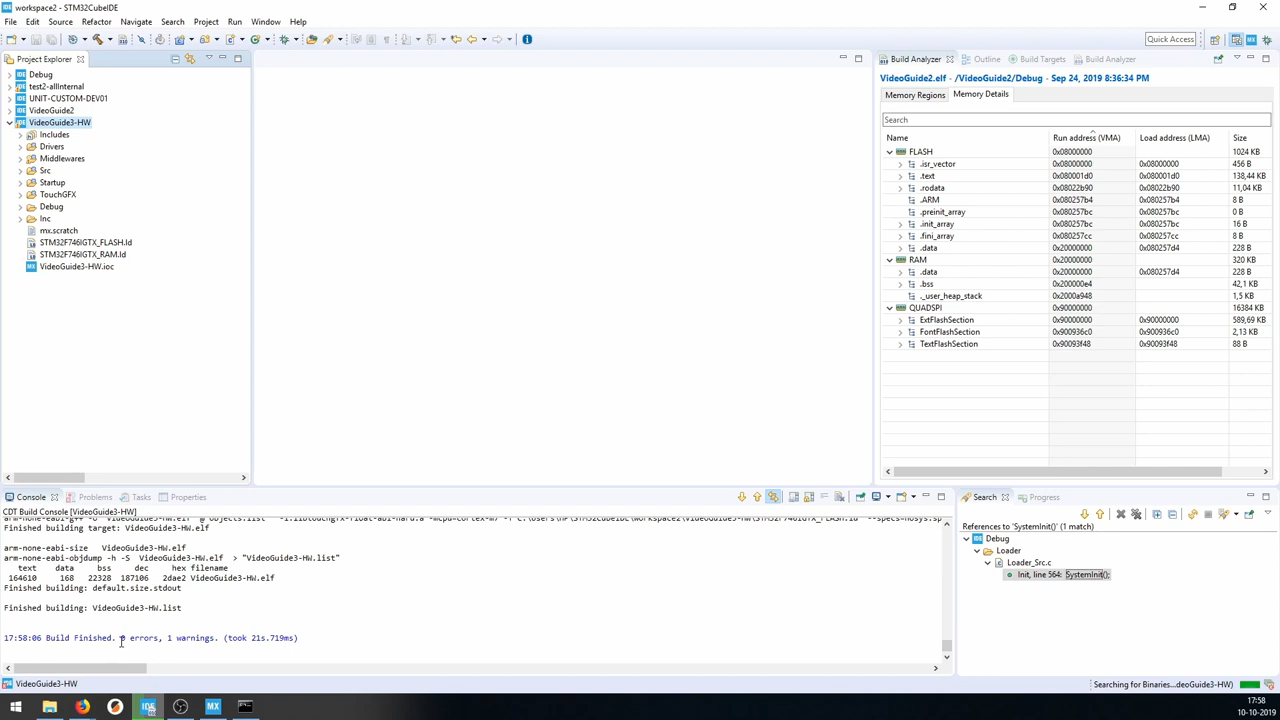 workspace2 - STM32CubeIDE
File Edit Source Refactor Navigate Search Project Run Window Help
Quick Access
Project Explorer
Debug
test2-allInternal
UNIT-CUSTOM-DEV01
VideoGuide2
VideoGuide3-HW
Includes
Drivers
Middlewares
Src
Startup
TouchGFX
Debug
Inc
mx.scratch
STM32F746IGTX_FLASH.ld
STM32F746IGTX_RAM.ld
VideoGuide3-HW.ioc
Build Analyzer Outline Build Targets Build Analyzer
VideoGuide2.elf - /VideoGuide2/Debug - Sep 24, 2019 8:36:34 PM
Memory Regions Memory Details
Search
Name Run address (VMA) Load address (LMA) Size
FLASH 0x08000000 1024 KB
.isr_vector 0x08000000 0x08000000 456 B
.text 0x080001d0 0x080001d0 138,44 KB
.rodata 0x08022b90 0x08022b90 11,04 KB
.ARM 0x080257b4 0x080257b4 8 B
.preinit_array 0x080257bc 0x080257bc 0 B
.init_array 0x080257bc 0x080257bc 16 B
.fini_array 0x080257cc 0x080257cc 8 B
.data 0x20000000 0x080257d4 228 B
RAM 0x20000000 320 KB
.data 0x20000000 0x080257d4 228 B
.bss 0x200000e4 42,1 KB
._user_heap_stack 0x2000a948 1,5 KB
QUADSPI 0x90000000 16384 KB
ExtFlashSection 0x90000000 0x90000000 589,69 KB
FontFlashSection 0x900936c0 0x900936c0 2,13 KB
TextFlashSection 0x90093f48 0x90093f48 88 B
Console Problems Tasks Properties
CDT Build Console [VideoGuide3-HW]
Finished building target: VideoGuide3-HW.elf
arm-none-eabi-size VideoGuide3-HW.elf
arm-none-eabi-objdump -h -S VideoGuide3-HW.elf > "VideoGuide3-HW.list"
text data bss dec hex filename
164610 168 22328 187106 2dae2 VideoGuide3-HW.elf
Finished building: default.size.stdout
Finished building: VideoGuide3-HW.list
17:58:06 Build Finished. 0 errors, 1 warnings. (took 21s.719ms)
Search Progress
References to 'SystemInit()' (1 match)
Debug
Loader
Loader_Src.c
Init, line 564: SystemInit();
VideoGuide3-HW
Searching for Binaries...deoGuide3-HW)
17:58
10-10-2019